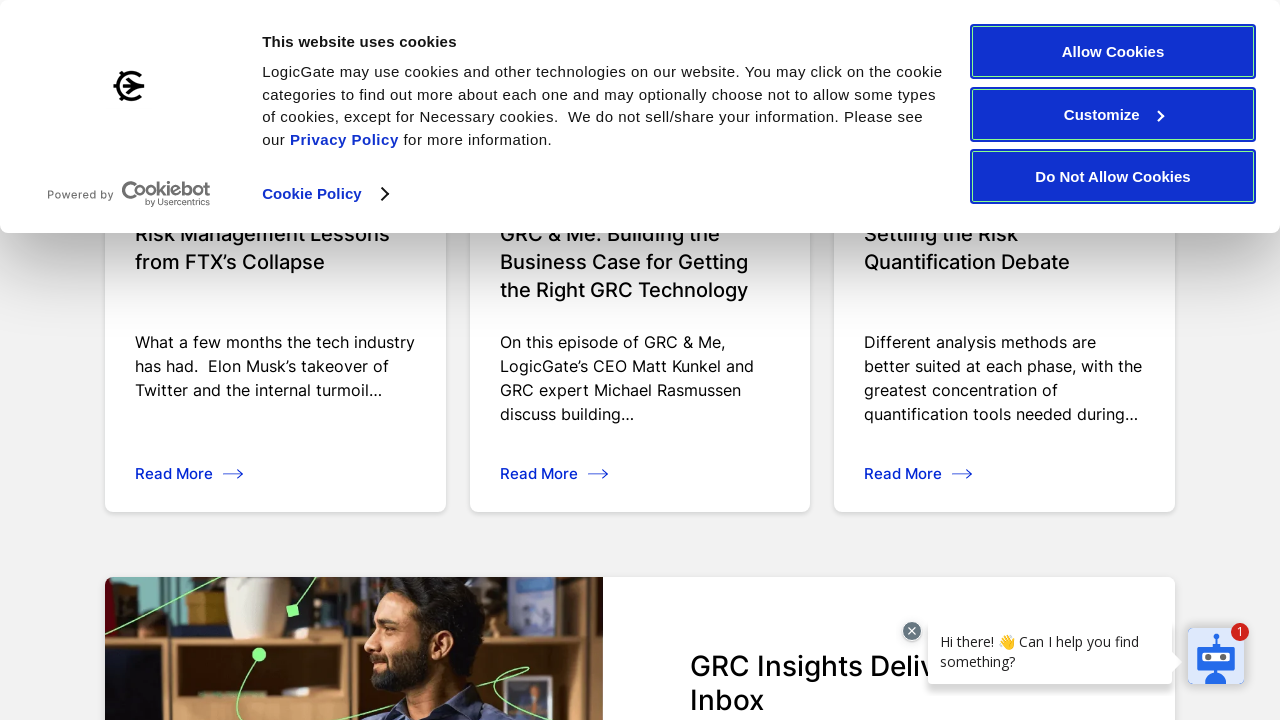 This website uses cookies
LogicGate may use cookies and other technologies on our website. You may click on the cookie
categories to find out more about each one and may optionally choose not to allow some types
of cookies, except for Necessary cookies.  We do not sell/share your information. Please see
our Privacy Policy for more information.
Cookie Policy
Powered by Cookiebot
by Usercentrics
Allow Cookies
Customize
Do Not Allow Cookies
Risk Management Lessons
from FTX’s Collapse
What a few months the tech industry
has had.  Elon Musk’s takeover of
Twitter and the internal turmoil…
Read More
GRC & Me: Building the
Business Case for Getting
the Right GRC Technology
On this episode of GRC & Me,
LogicGate’s CEO Matt Kunkel and
GRC expert Michael Rasmussen
discuss building…
Read More
Settling the Risk
Quantification Debate
Different analysis methods are
better suited at each phase, with the
greatest concentration of
quantification tools needed during…
Read More
GRC Insights Deliv
Inbox
Hi there! 👋 Can I help you find
something?
1